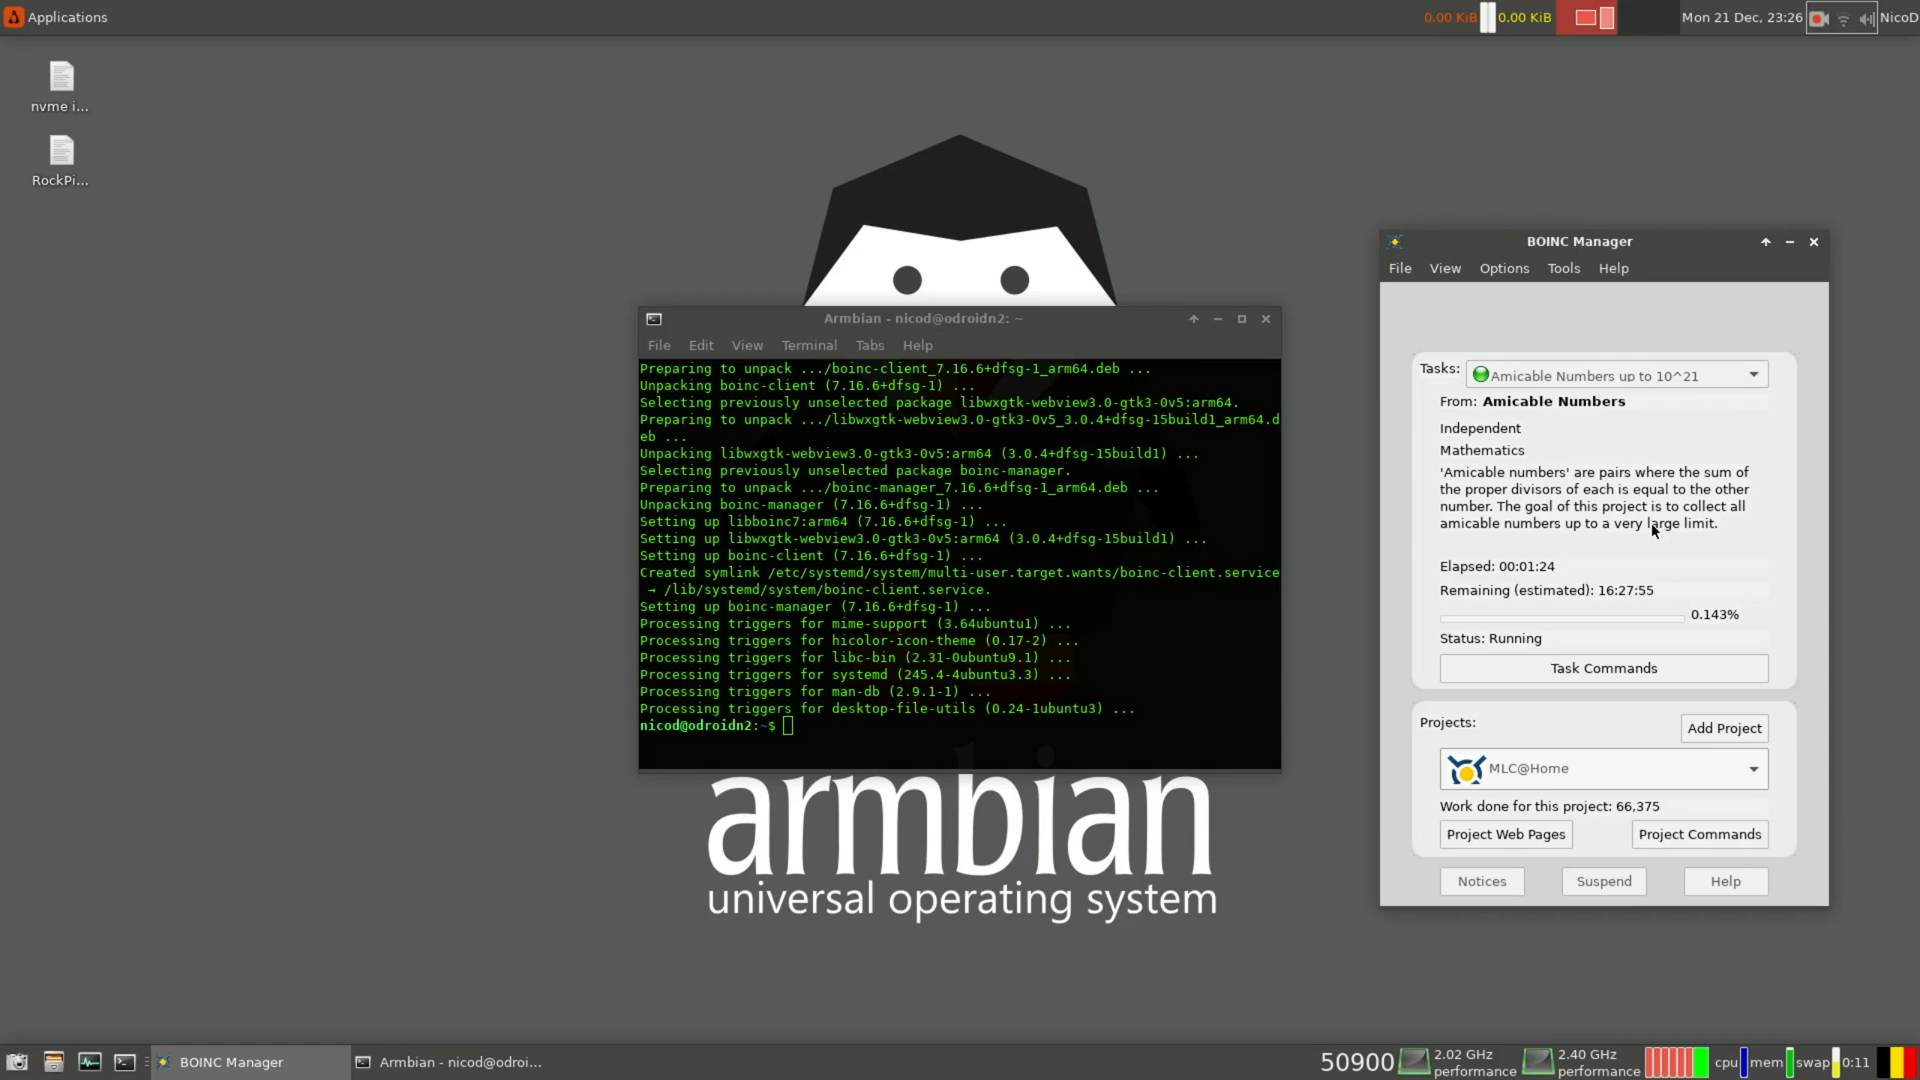 Applications
0.00 KiB
0.00 KiB
Mon 21 Dec, 23:26
NicoD
nvme i...
RockPi...
Armbian - nicod@odroidn2: ~
File Edit View Terminal Tabs Help
Preparing to unpack .../boinc-client_7.16.6+dfsg-1_arm64.deb ...
Unpacking boinc-client (7.16.6+dfsg-1) ...
Selecting previously unselected package libwxgtk-webview3.0-gtk3-0v5:arm64.
Preparing to unpack .../libwxgtk-webview3.0-gtk3-0v5_3.0.4+dfsg-15build1_arm64.d
eb ...
Unpacking libwxgtk-webview3.0-gtk3-0v5:arm64 (3.0.4+dfsg-15build1) ...
Selecting previously unselected package boinc-manager.
Preparing to unpack .../boinc-manager_7.16.6+dfsg-1_arm64.deb ...
Unpacking boinc-manager (7.16.6+dfsg-1) ...
Setting up libboinc7:arm64 (7.16.6+dfsg-1) ...
Setting up libwxgtk-webview3.0-gtk3-0v5:arm64 (3.0.4+dfsg-15build1) ...
Setting up boinc-client (7.16.6+dfsg-1) ...
Created symlink /etc/systemd/system/multi-user.target.wants/boinc-client.service
→ /lib/systemd/system/boinc-client.service.
Setting up boinc-manager (7.16.6+dfsg-1) ...
Processing triggers for mime-support (3.64ubuntu1) ...
Processing triggers for hicolor-icon-theme (0.17-2) ...
Processing triggers for libc-bin (2.31-0ubuntu9.1) ...
Processing triggers for systemd (245.4-4ubuntu3.3) ...
Processing triggers for man-db (2.9.1-1) ...
Processing triggers for desktop-file-utils (0.24-1ubuntu3) ...
nicod@odroidn2:~$
armbian
universal operating system
BOINC Manager
File View Options Tools Help
Tasks: Amicable Numbers up to 10^21
From: Amicable Numbers
Independent
Mathematics
'Amicable numbers' are pairs where the sum of
the proper divisors of each is equal to the other
number. The goal of this project is to collect all
amicable numbers up to a very large limit.
Elapsed: 00:01:24
Remaining (estimated): 16:27:55
0.143%
Status: Running
Task Commands
Projects:
Add Project
MLC@Home
Work done for this project: 66,375
Project Web Pages
Project Commands
Notices
Suspend
Help
BOINC Manager
Armbian - nicod@odroi...
50900
2.02 GHz
performance
2.40 GHz
performance
cpu
mem
swap
0:11